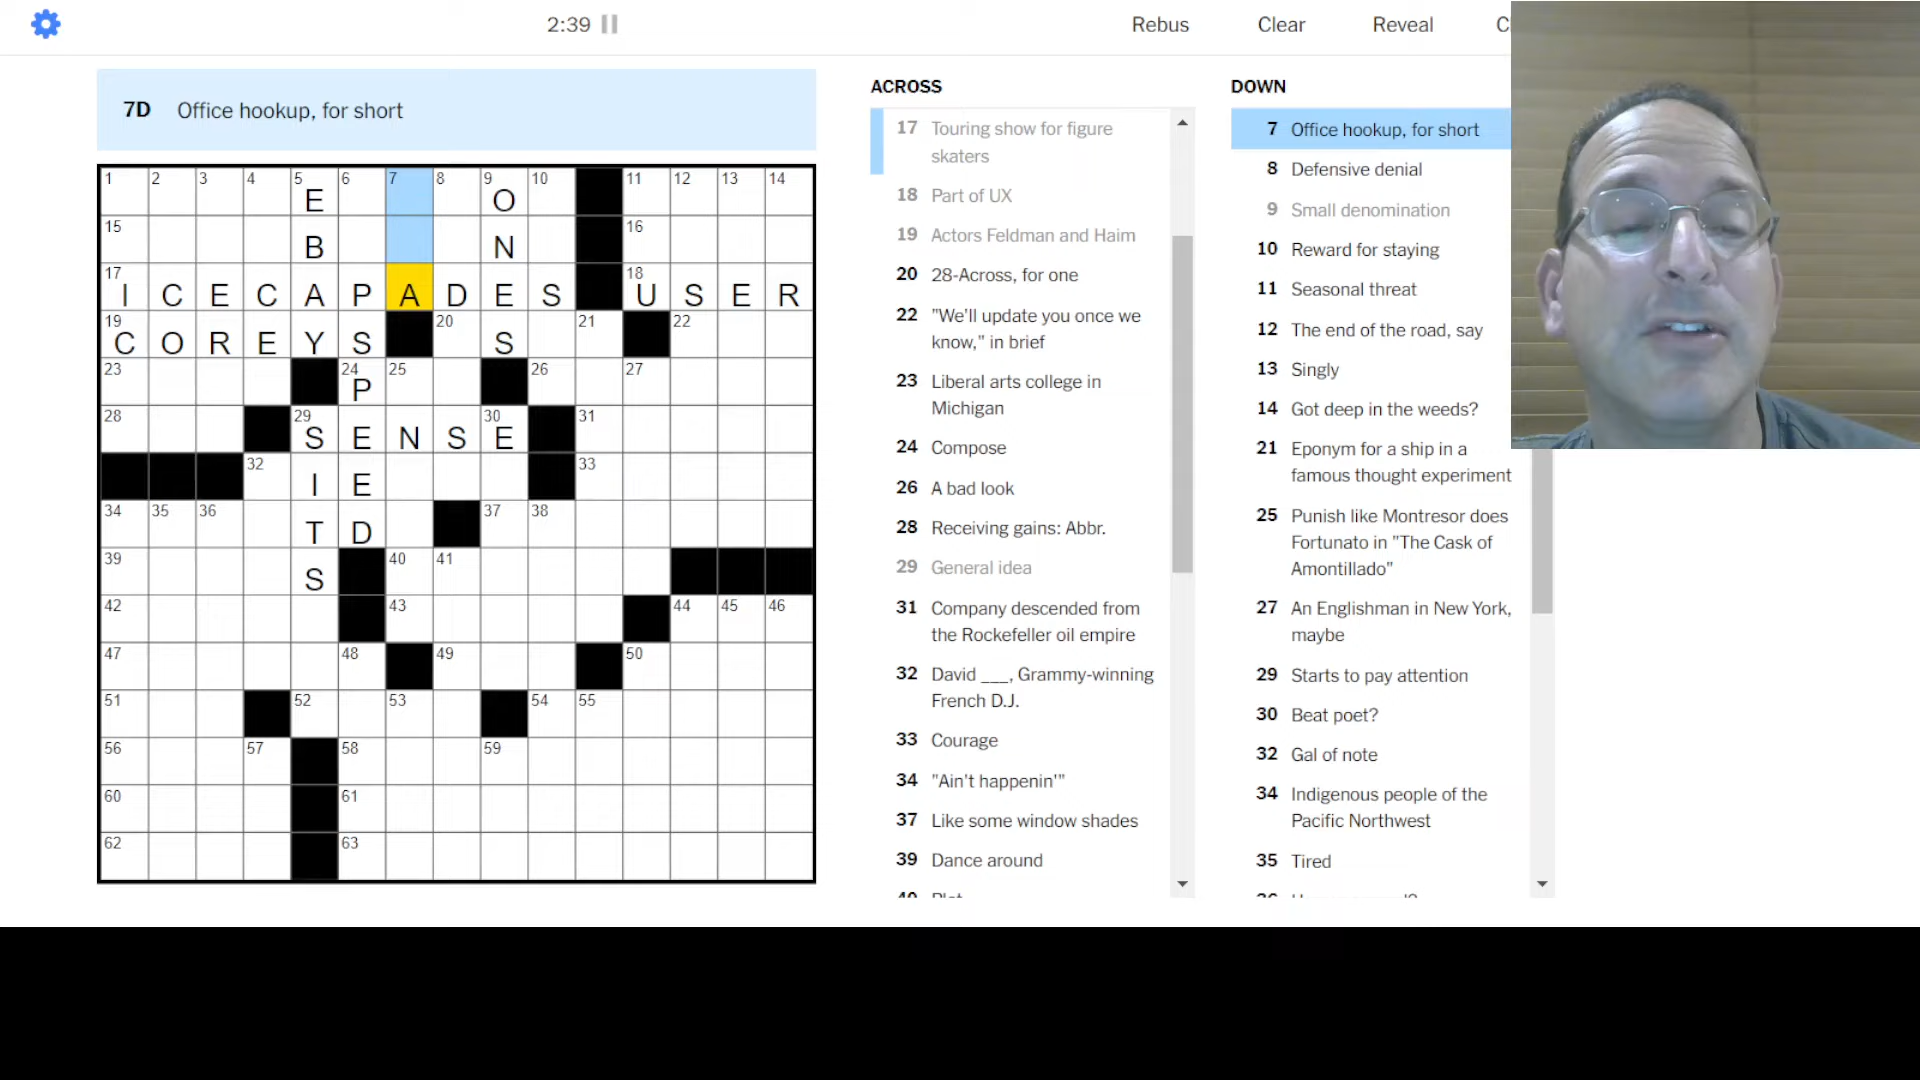 2:39
Rebus Clear Reveal C
7D Office hookup, for short
1 2 3 4 5 E 6 7 8 9 O 10 11 12 13 14
15 B N 16
17 I C E C A P A D E S 18 U S E R
19 C O R E Y S 20 S 21 22
23 24 P 25 26 27
28 29 S E N S 30 E 31
32 I E 33
34 35 36 T D 37 38
39 S 40 41
42 43 44 45 46
47 48 49 50
51 52 53 54 55
56 57 58 59
60 61
62 63
ACROSS
17 Touring show for figure
skaters
18 Part of UX
19 Actors Feldman and Haim
20 28-Across, for one
22 "We'll update you once we
know," in brief
23 Liberal arts college in
Michigan
24 Compose
26 A bad look
28 Receiving gains: Abbr.
29 General idea
31 Company descended from
the Rockefeller oil empire
32 David ___, Grammy-winning
French D.J.
33 Courage
34 "Ain't happenin'"
37 Like some window shades
39 Dance around
DOWN
7 Office hookup, for short
8 Defensive denial
9 Small denomination
10 Reward for staying
11 Seasonal threat
12 The end of the road, say
13 Singly
14 Got deep in the weeds?
21 Eponym for a ship in a
famous thought experiment
25 Punish like Montresor does
Fortunato in "The Cask of
Amontillado"
27 An Englishman in New York,
maybe
29 Starts to pay attention
30 Beat poet?
32 Gal of note
34 Indigenous people of the
Pacific Northwest
35 Tired